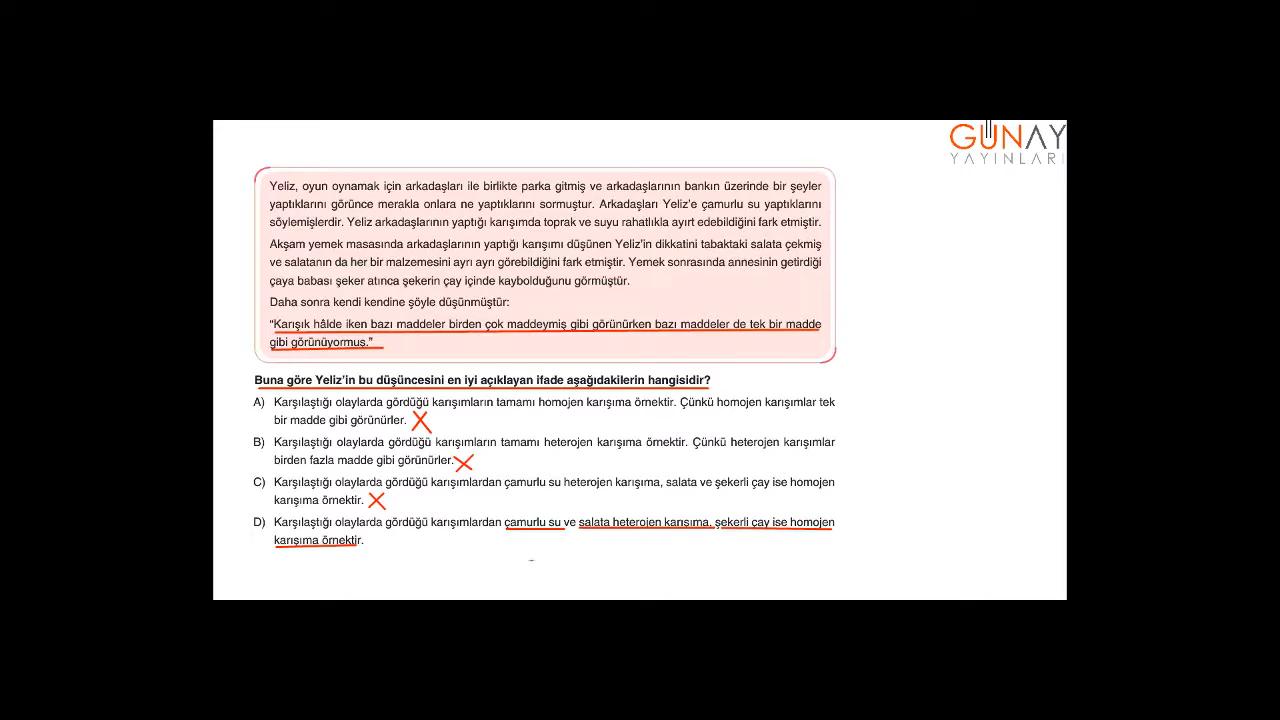 GÜNAY
YAYINLARI
Yeliz, oyun oynamak için arkadaşları ile birlikte parka gitmiş ve arkadaşlarının bankın üzerinde bir şeyler
yaptıklarını görünce merakla onlara ne yaptıklarını sormuştur. Arkadaşları Yeliz'e çamurlu su yaptıklarını
söylemişlerdir. Yeliz arkadaşlarının yaptığı karışımda toprak ve suyu rahatlıkla ayırt edebildiğini fark etmiştir.
Akşam yemek masasında arkadaşlarının yaptığı karışımı düşünen Yeliz'in dikkatini tabaktaki salata çekmiş
ve salatanın da her bir malzemesini ayrı ayrı görebildiğini fark etmiştir. Yemek sonrasında annesinin getirdiği
çaya babası şeker atınca şekerin çay içinde kaybolduğunu görmüştür.
Daha sonra kendi kendine şöyle düşünmüştür:
"Karışık hâlde iken bazı maddeler birden çok maddeymiş gibi görünürken bazı maddeler de tek bir madde
gibi görünüyormuş."
Buna göre Yeliz'in bu düşüncesini en iyi açıklayan ifade aşağıdakilerin hangisidir?
A) Karşılaştığı olaylarda gördüğü karışımların tamamı homojen karışıma örnektir. Çünkü homojen karışımlar tek
bir madde gibi görünürler.
B) Karşılaştığı olaylarda gördüğü karışımların tamamı heterojen karışıma örnektir. Çünkü heterojen karışımlar
birden fazla madde gibi görünürler.
C) Karşılaştığı olaylarda gördüğü karışımlardan çamurlu su heterojen karışıma, salata ve şekerli çay ise homojen
karışıma örnektir.
D) Karşılaştığı olaylarda gördüğü karışımlardan çamurlu su ve salata heterojen karışıma, şekerli çay ise homojen
karışıma örnektir.